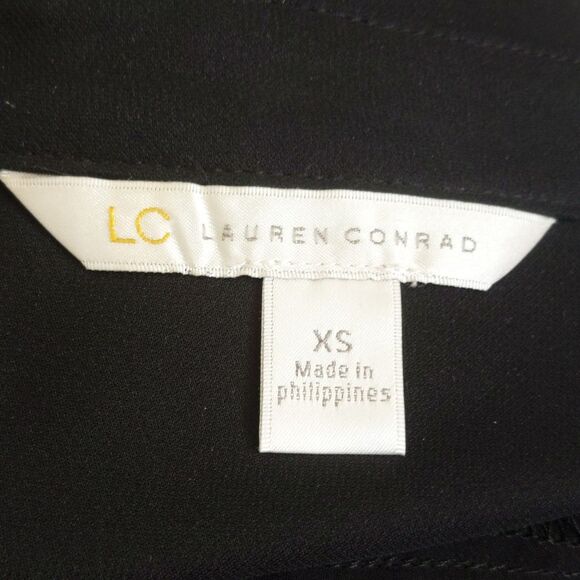 LC LAUREN CONRAD
XS
Made in
philippines